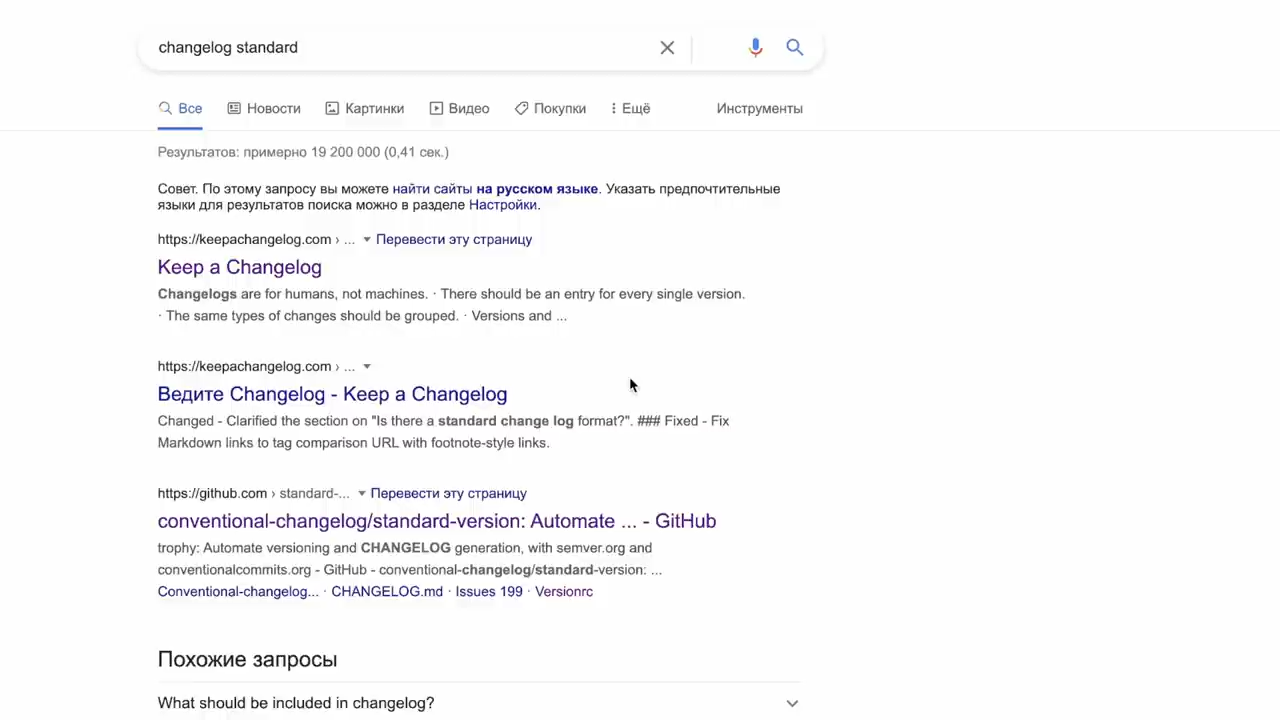 changelog standard
Все Новости Картинки Видео Покупки Ещё Инструменты
Результатов: примерно 19 200 000 (0,41 сек.)
Совет. По этому запросу вы можете найти сайты на русском языке. Указать предпочтительные
языки для результатов поиска можно в разделе Настройки.
https://keepachangelog.com › ... Перевести эту страницу
Keep a Changelog
Changelogs are for humans, not machines. · There should be an entry for every single version.
· The same types of changes should be grouped. · Versions and ...
https://keepachangelog.com › ...
Ведите Changelog - Keep a Changelog
Changed - Clarified the section on "Is there a standard change log format?". ### Fixed - Fix
Markdown links to tag comparison URL with footnote-style links.
https://github.com › standard-... Перевести эту страницу
conventional-changelog/standard-version: Automate ... - GitHub
trophy: Automate versioning and CHANGELOG generation, with semver.org and
conventionalcommits.org - GitHub - conventional-changelog/standard-version: ...
Conventional-changelog... · CHANGELOG.md · Issues 199 · Versionrc
Похожие запросы
What should be included in changelog?